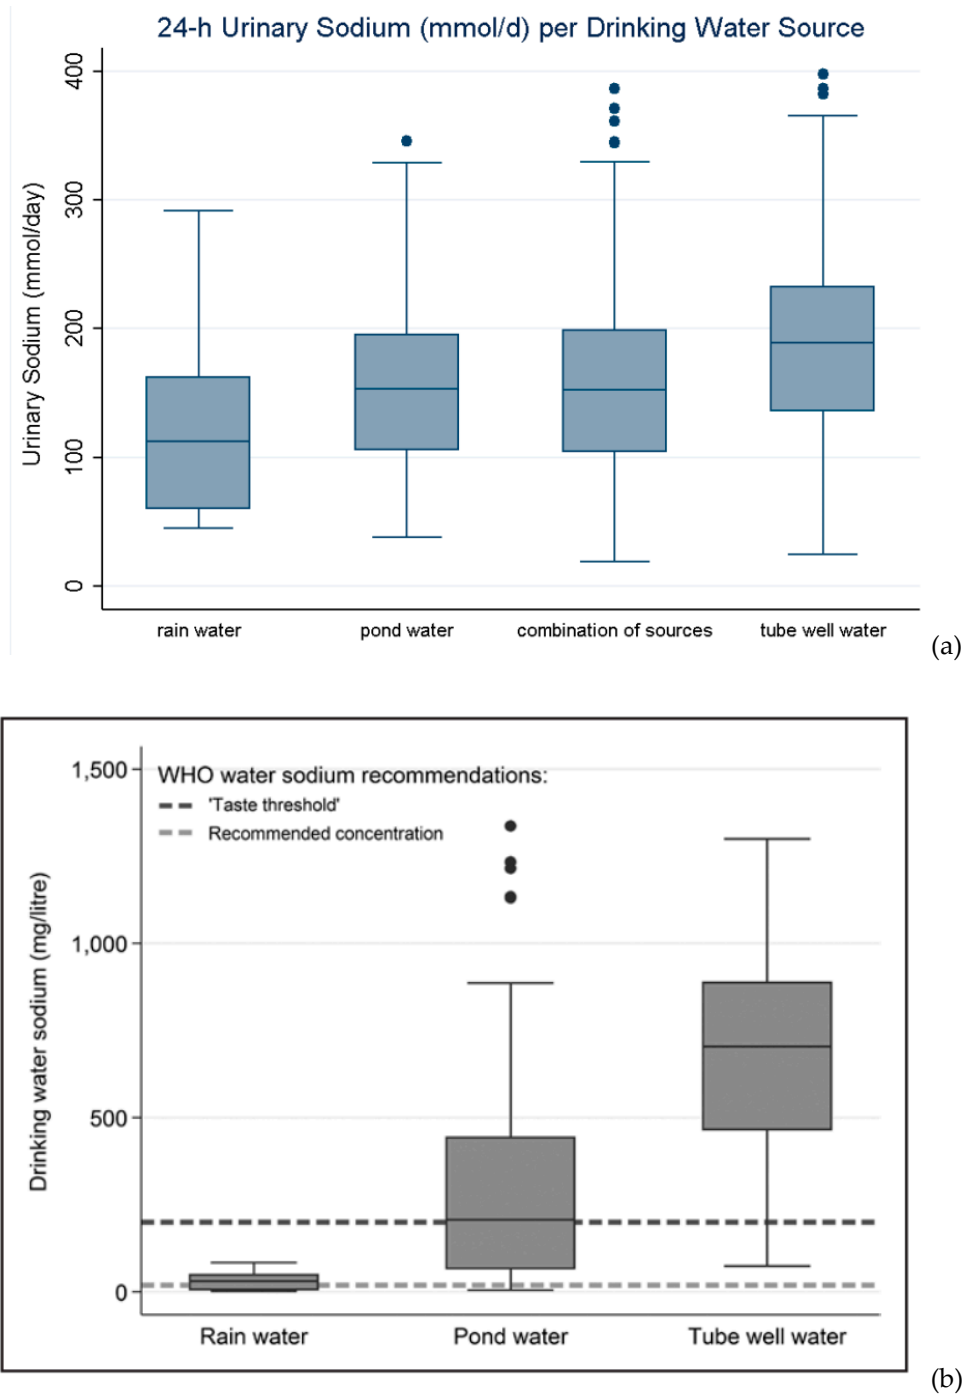 24-h Urinary Sodium (mmol/d) per Drinking Water Source
Urinary Sodium (mmol/day)
400
300
200
100
0
rain water pond water combination of sources tube well water
(a)
WHO water sodium recommendations:
'Taste threshold'
Recommended concentration
Drinking water sodium (mg/litre)
1,500
1,000
500
0
Rain water Pond water Tube well water
(b)